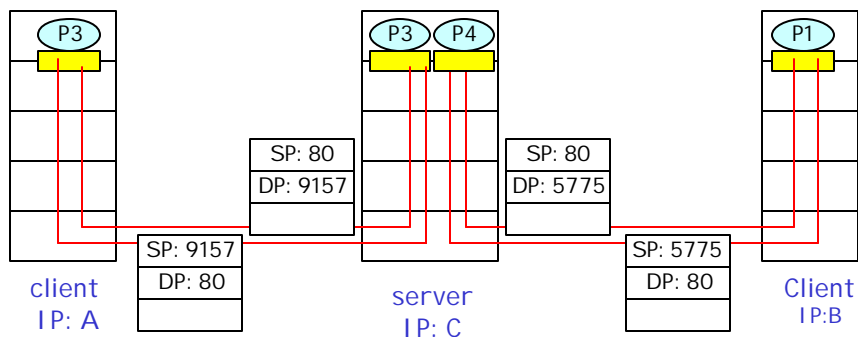 P3
P3
P4
P1
SP: 80
DP: 9157
SP: 80
DP: 5775
SP: 9157
DP: 80
SP: 5775
DP: 80
client
IP: A
server
IP: C
Client
IP:B